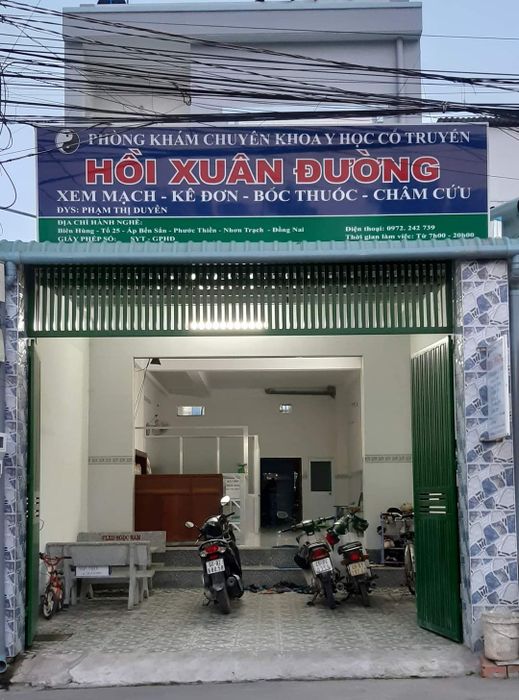 PHÒNG KHÁM CHUYÊN KHOA Y HỌC CỔ TRUYỀN
HỒI XUÂN ĐƯỜNG
XEM MẠCH - KÊ ĐƠN - BỐC THUỐC - CHÂM CỨU
ĐYS: PHẠM THỊ DUYÊN
ĐỊA CHỈ HÀNH NGHỀ:
Biên Hùng - Tổ 25 - Ấp Bến Sắn - Phước Thiền - Nhơn Trạch - Đồng Nai
Điện thoại: 0972. 242 739
GIẤY PHÉP SỐ: SYT - GPHĐ
Thời gian làm việc: Từ 7h00 - 20h00